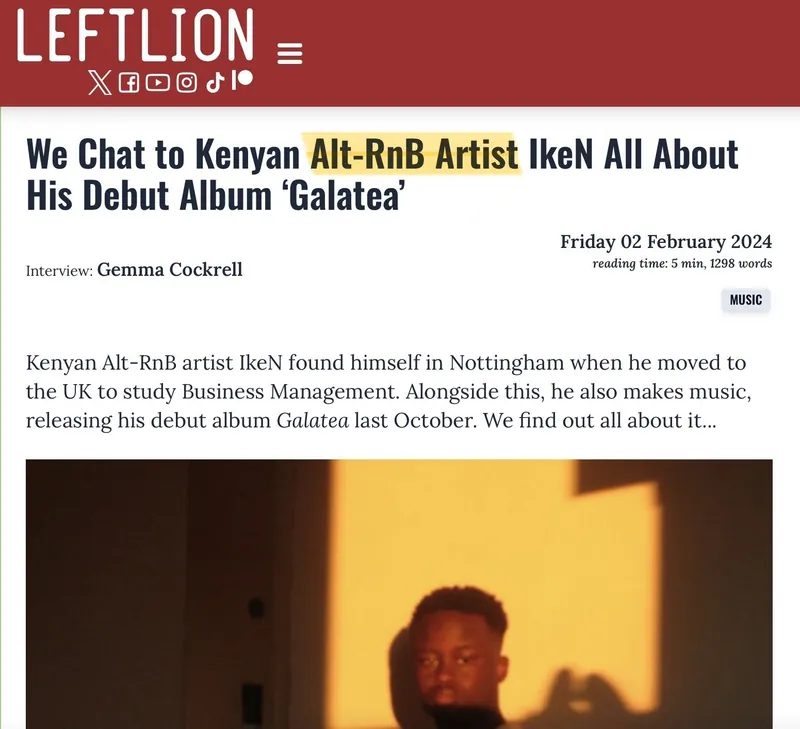 LEFTLION
We Chat to Kenyan Alt-RnB Artist IkeN All About
His Debut Album ‘Galatea’
Friday 02 February 2024
Interview: Gemma Cockrell
reading time: 5 min, 1298 words
MUSIC
Kenyan Alt-RnB artist IkeN found himself in Nottingham when he moved to
the UK to study Business Management. Alongside this, he also makes music,
releasing his debut album Galatea last October. We find out all about it...